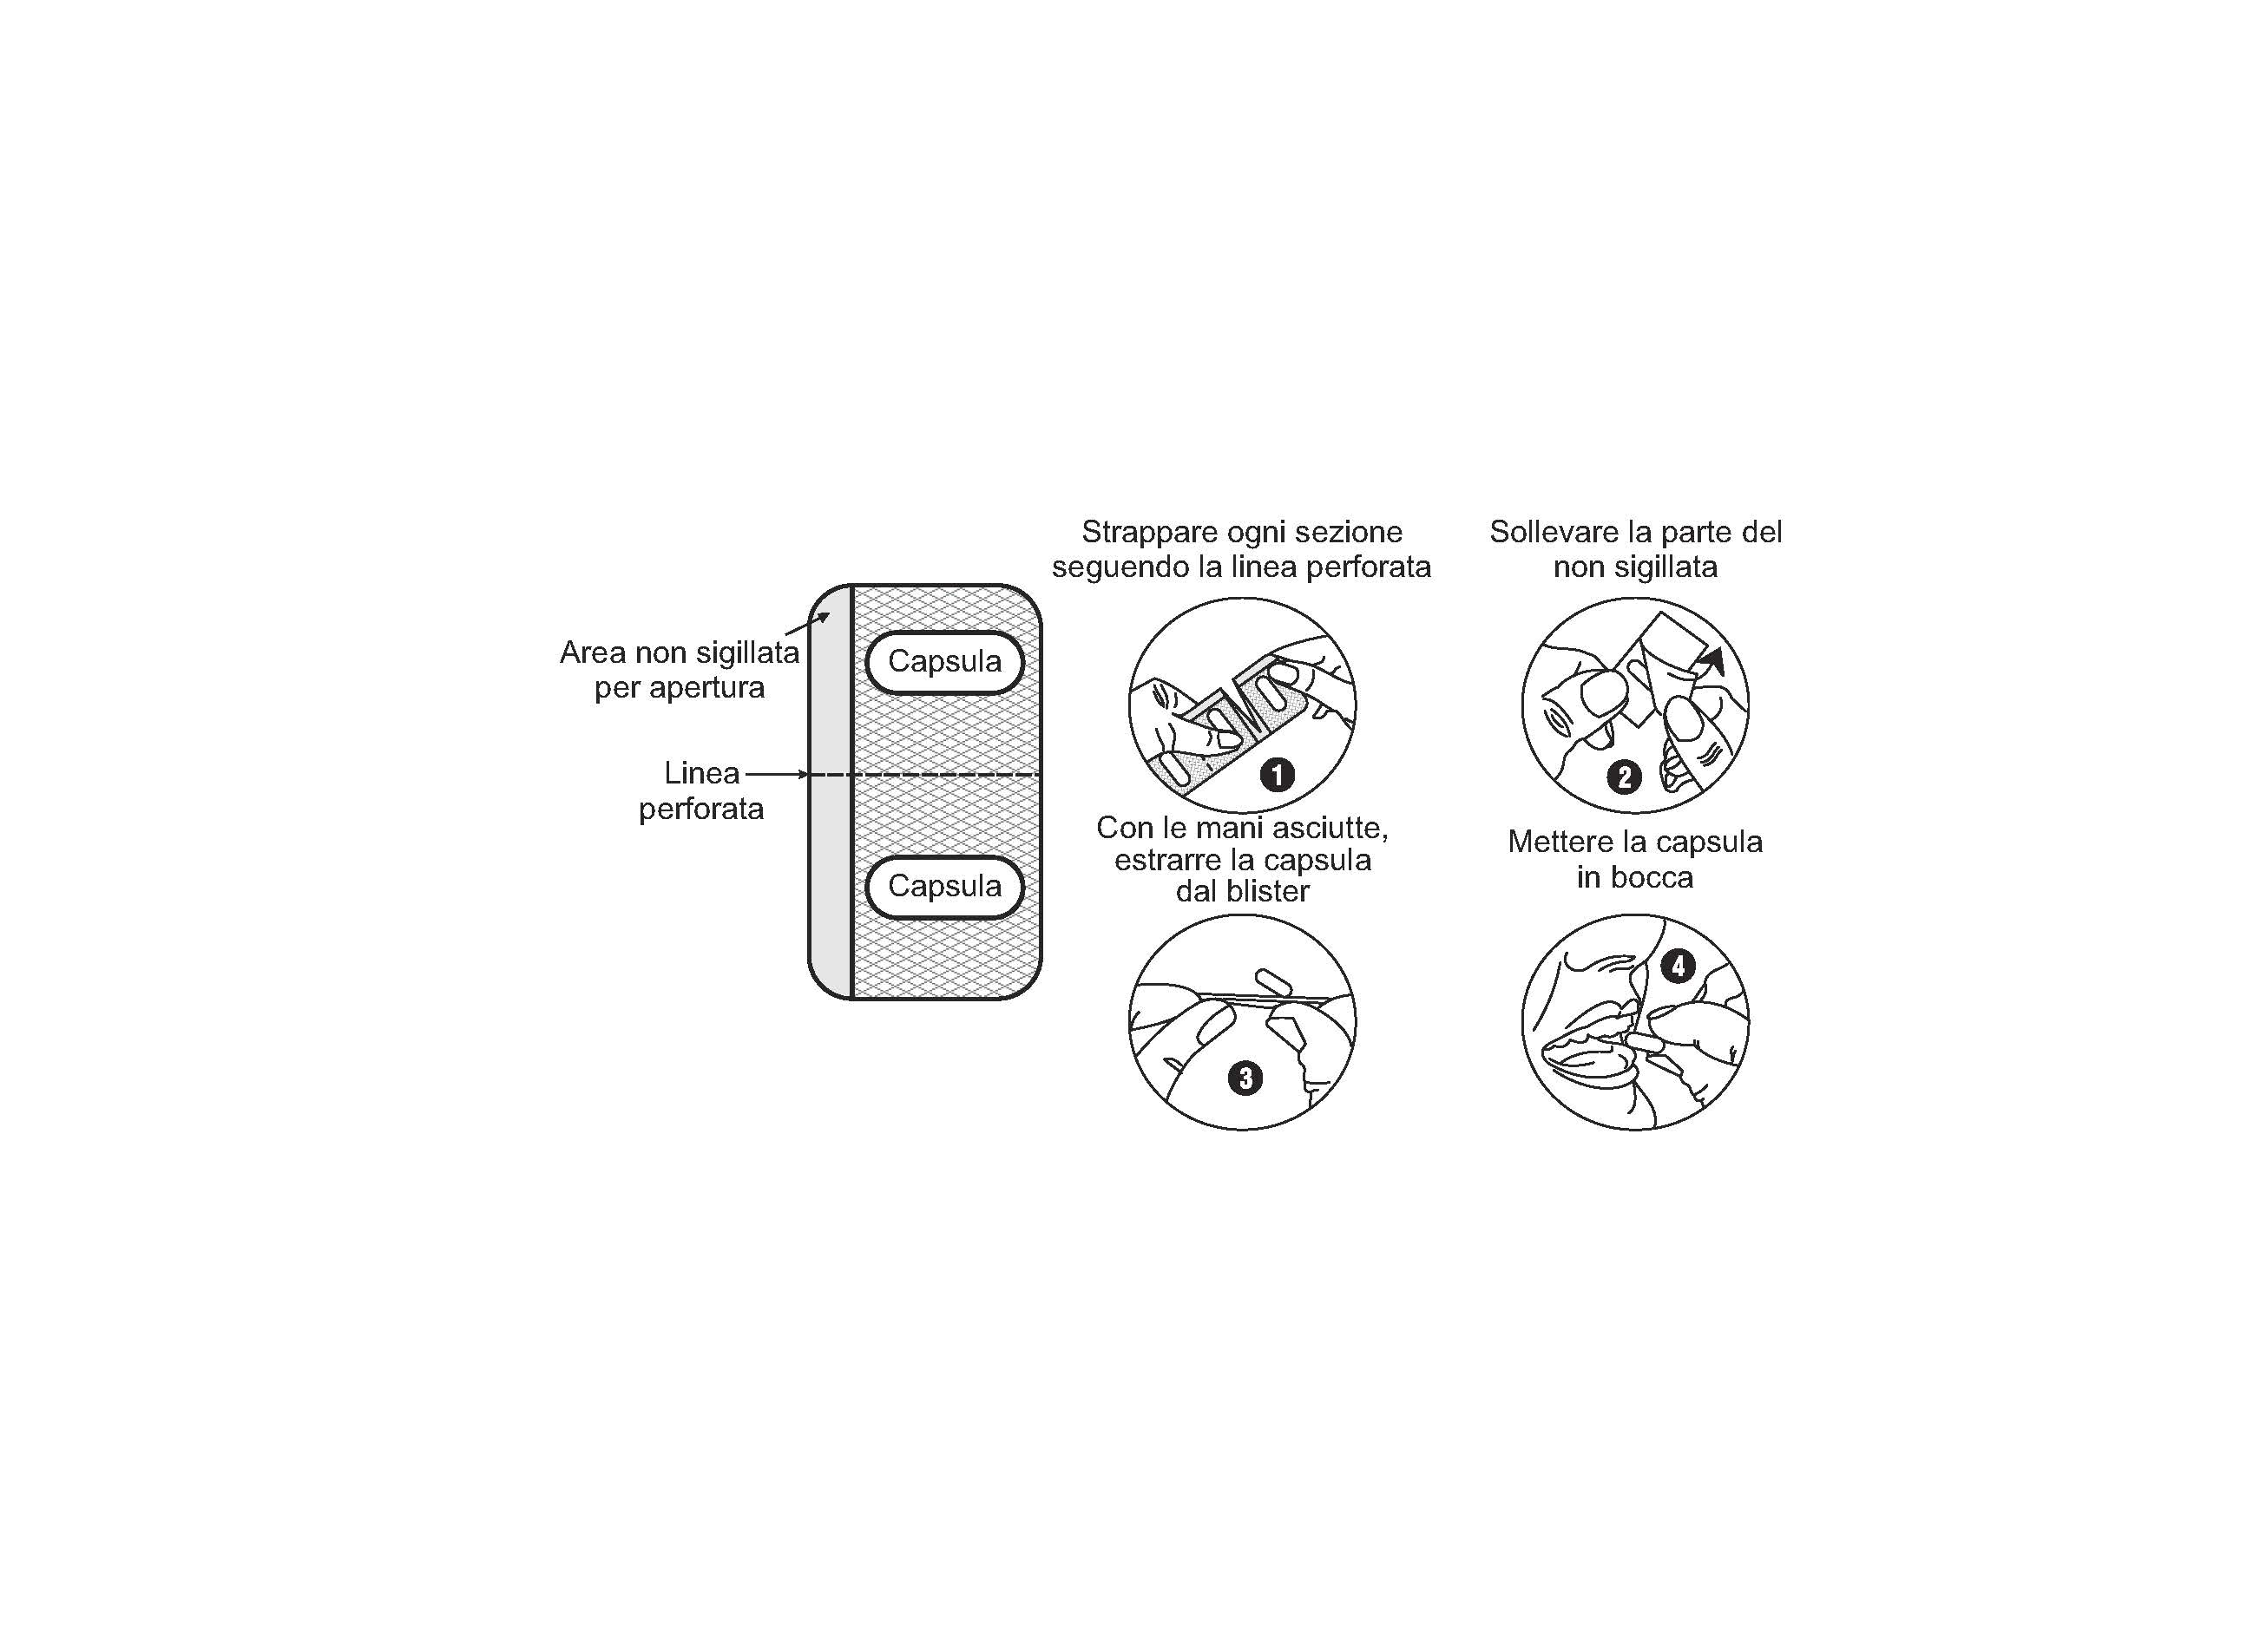 Area non sigillata
per apertura
Linea
perforata
Capsula
Capsula
Strappare ogni sezione
seguendo la linea perforata
1
Sollevare la parte del
non sigillata
2
Con le mani asciutte,
estrarre la capsula
dal blister
3
Mettere la capsula
in bocca
4